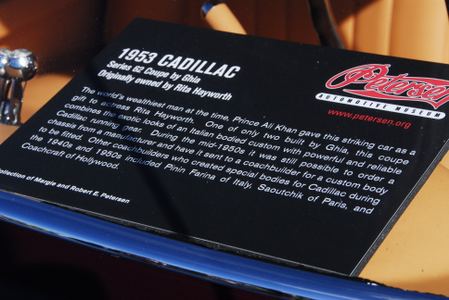 1953 CADILLAC
Series 62 Coupe by Ghia
Originally owned by Rita Hayworth
Petersen
AUTOMOTIVE MUSEUM
www.petersen.org
The world's wealthiest man at the time, Prince Ali Khan gave this striking car as a
gift to actress Rita Hayworth. One of only two built by Ghia, this coupe
combined the exotic looks of an Italian bodied custom with powerful and reliable
Cadillac running gear. During the mid-1950s, it was still possible to order a
chassis from a manufacturer and have it sent to a coachbuilder for a custom body
to be fitted. Other coachbuilders who created special bodies for Cadillac during
the 1940s and 1950s included Pinin Farina of Italy, Saoutchik of Paris, and
Coachcraft of Hollywood.
Collection of Margie and Robert E. Petersen